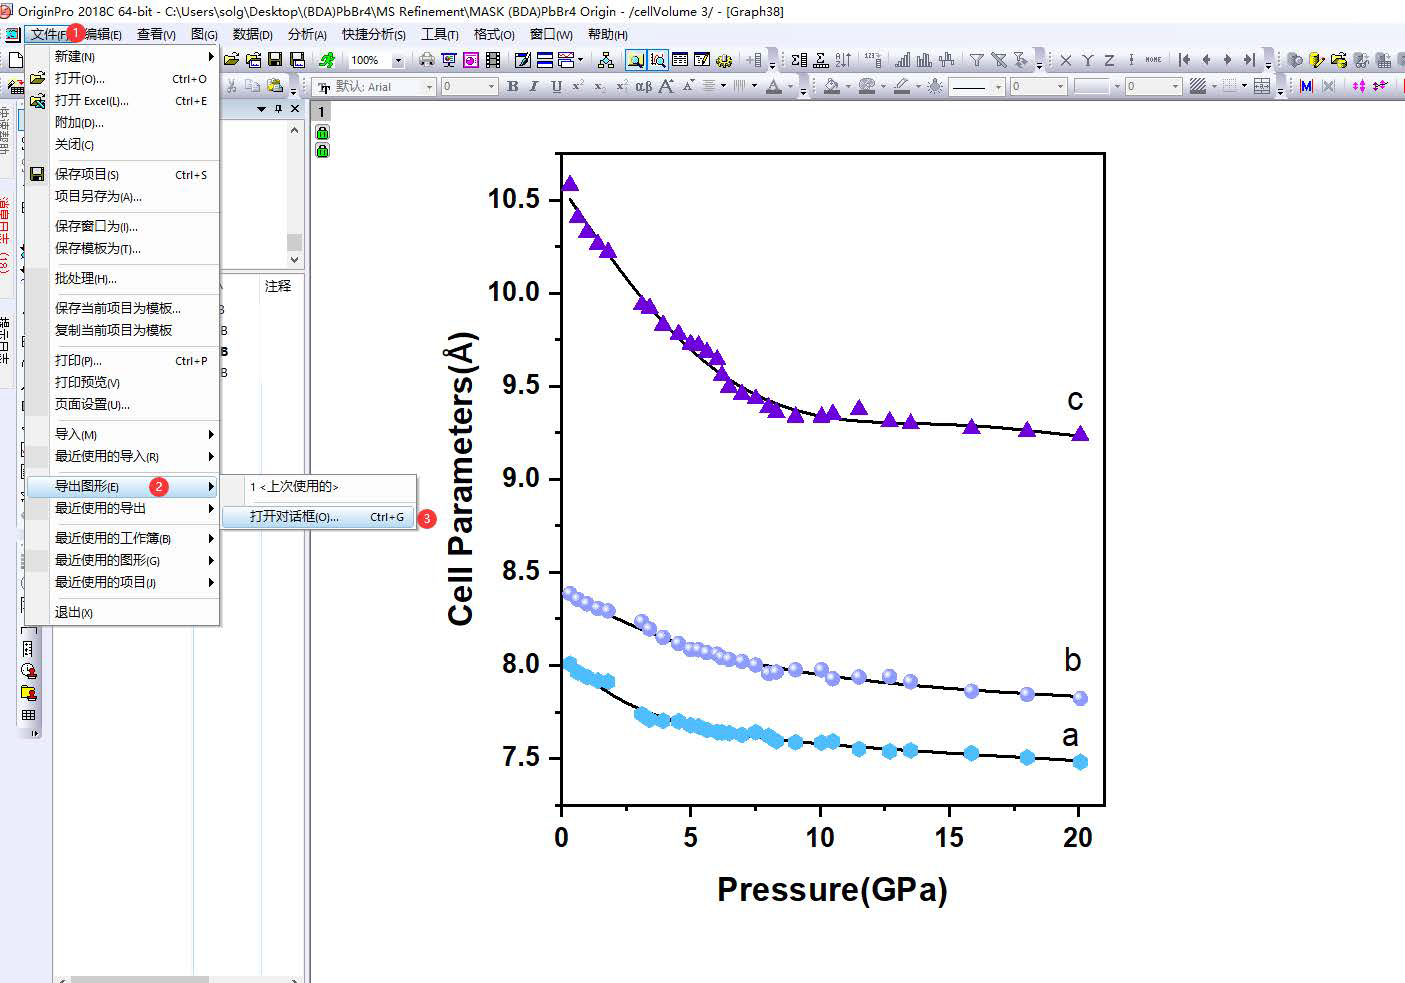 OriginPro 2018C 64-bit - C:\Users\solg\Desktop\(BDA)PbBr4\MS Refinement\MASK (BDA)PbBr4 Origin - /cellVolume 3/ - [Graph38]
文件(F) 1 编辑(E) 查看(V) 图(G) 数据(D) 分析(A) 快捷分析(S) 工具(T) 格式(O) 窗口(W) 帮助(H)
100%
默认: Arial 0 B I U αβ A A 0 0
新建(N)
打开(O)... Ctrl+O
打开 Excel(L)... Ctrl+E
附加(D)...
关闭(C)
保存项目(S) Ctrl+S
项目另存为(A)...
保存窗口为(I)...
保存模板为(T)...
批处理(H)...
保存当前项目为模板...
复制当前项目为模板
打印(P)... Ctrl+P
打印预览(V)
页面设置(U)...
导入(M)
最近使用的导入(R)
导出图形(E) 2
最近使用的导出
最近使用的工作簿(B)
最近使用的图形(G)
最近使用的项目(J)
退出(X)
1 <上次使用的>
打开对话框(O)... Ctrl+G 3
注释
消息日志 (18)
提示日志
1
10.5
10.0
9.5
9.0
8.5
8.0
7.5
Cell Parameters(Å)
c
b
a
0 5 10 15 20
Pressure(GPa)